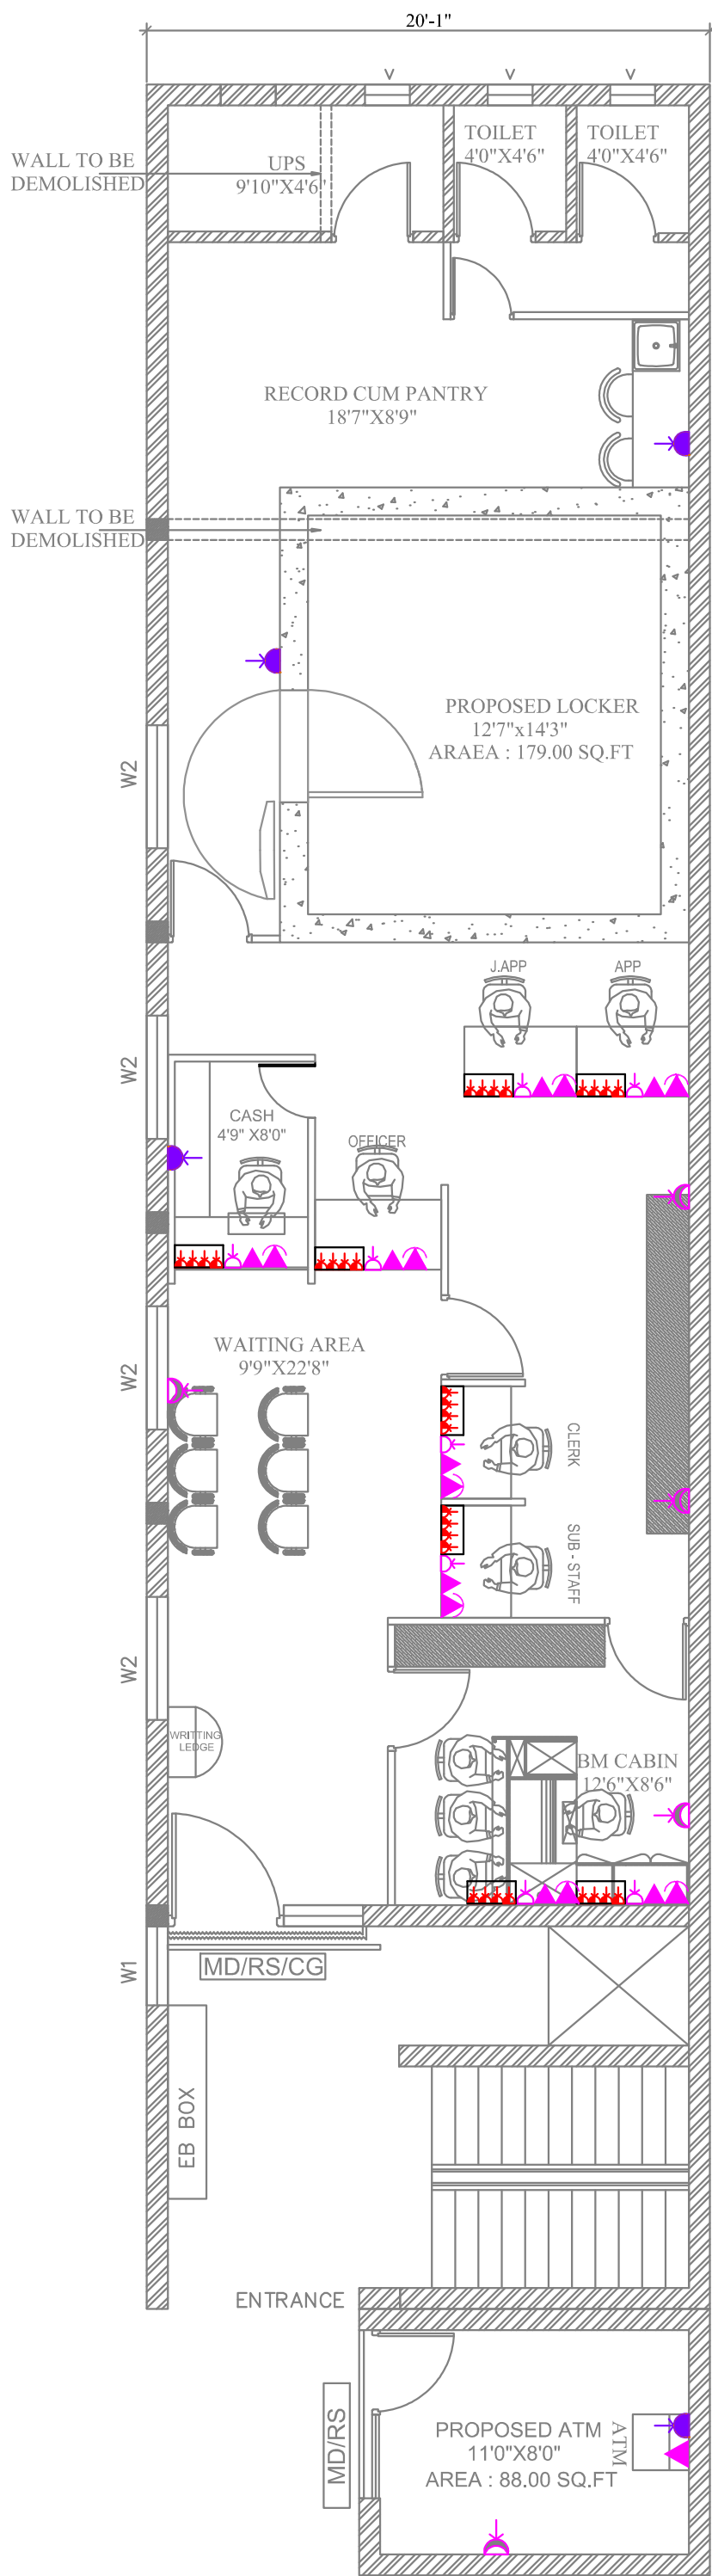 20'-1"
V
V
V
WALL TO BE
DEMOLISHED
UPS
9'10"X4'6"
TOILET
4'0"X4'6"
TOILET
4'0"X4'6"
RECORD CUM PANTRY
18'7"X8'9"
WALL TO BE
DEMOLISHED
PROPOSED LOCKER
12'7"x14'3"
ARAEA : 179.00 SQ.FT
W2
J.APP
APP
W2
CASH
4'9" X8'0"
OFFICER
WAITING AREA
9'9"X22'8"
W2
CLERK
SUB - STAFF
W2
WRITTING
LEDGE
BM CABIN
12'6"X8'6"
MD/RS/CG
W1
EB BOX
ENTRANCE
MD/RS
PROPOSED ATM
11'0"X8'0"
AREA : 88.00 SQ.FT
ATM